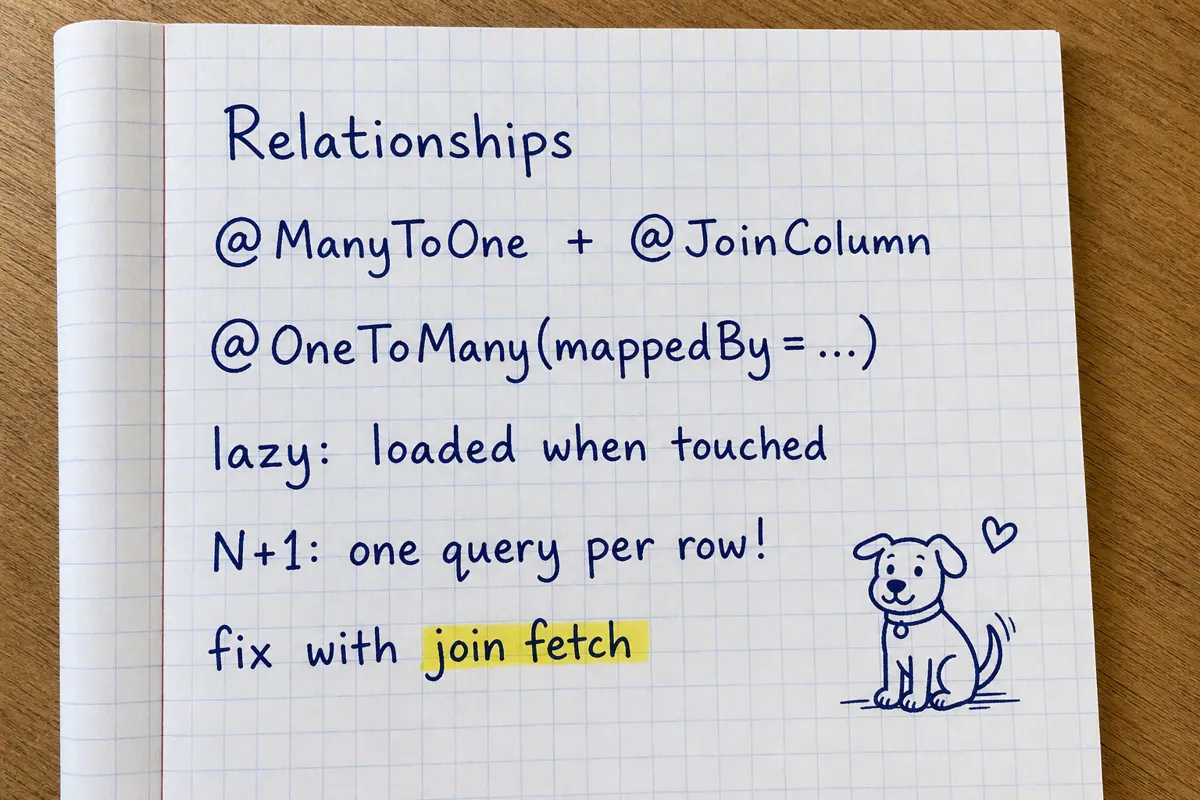 Relationships
@ManyToOne + @JoinColumn
@OneToMany(mappedBy = ...)
lazy: loaded when touched
N+1: one query per row!
fix with join fetch